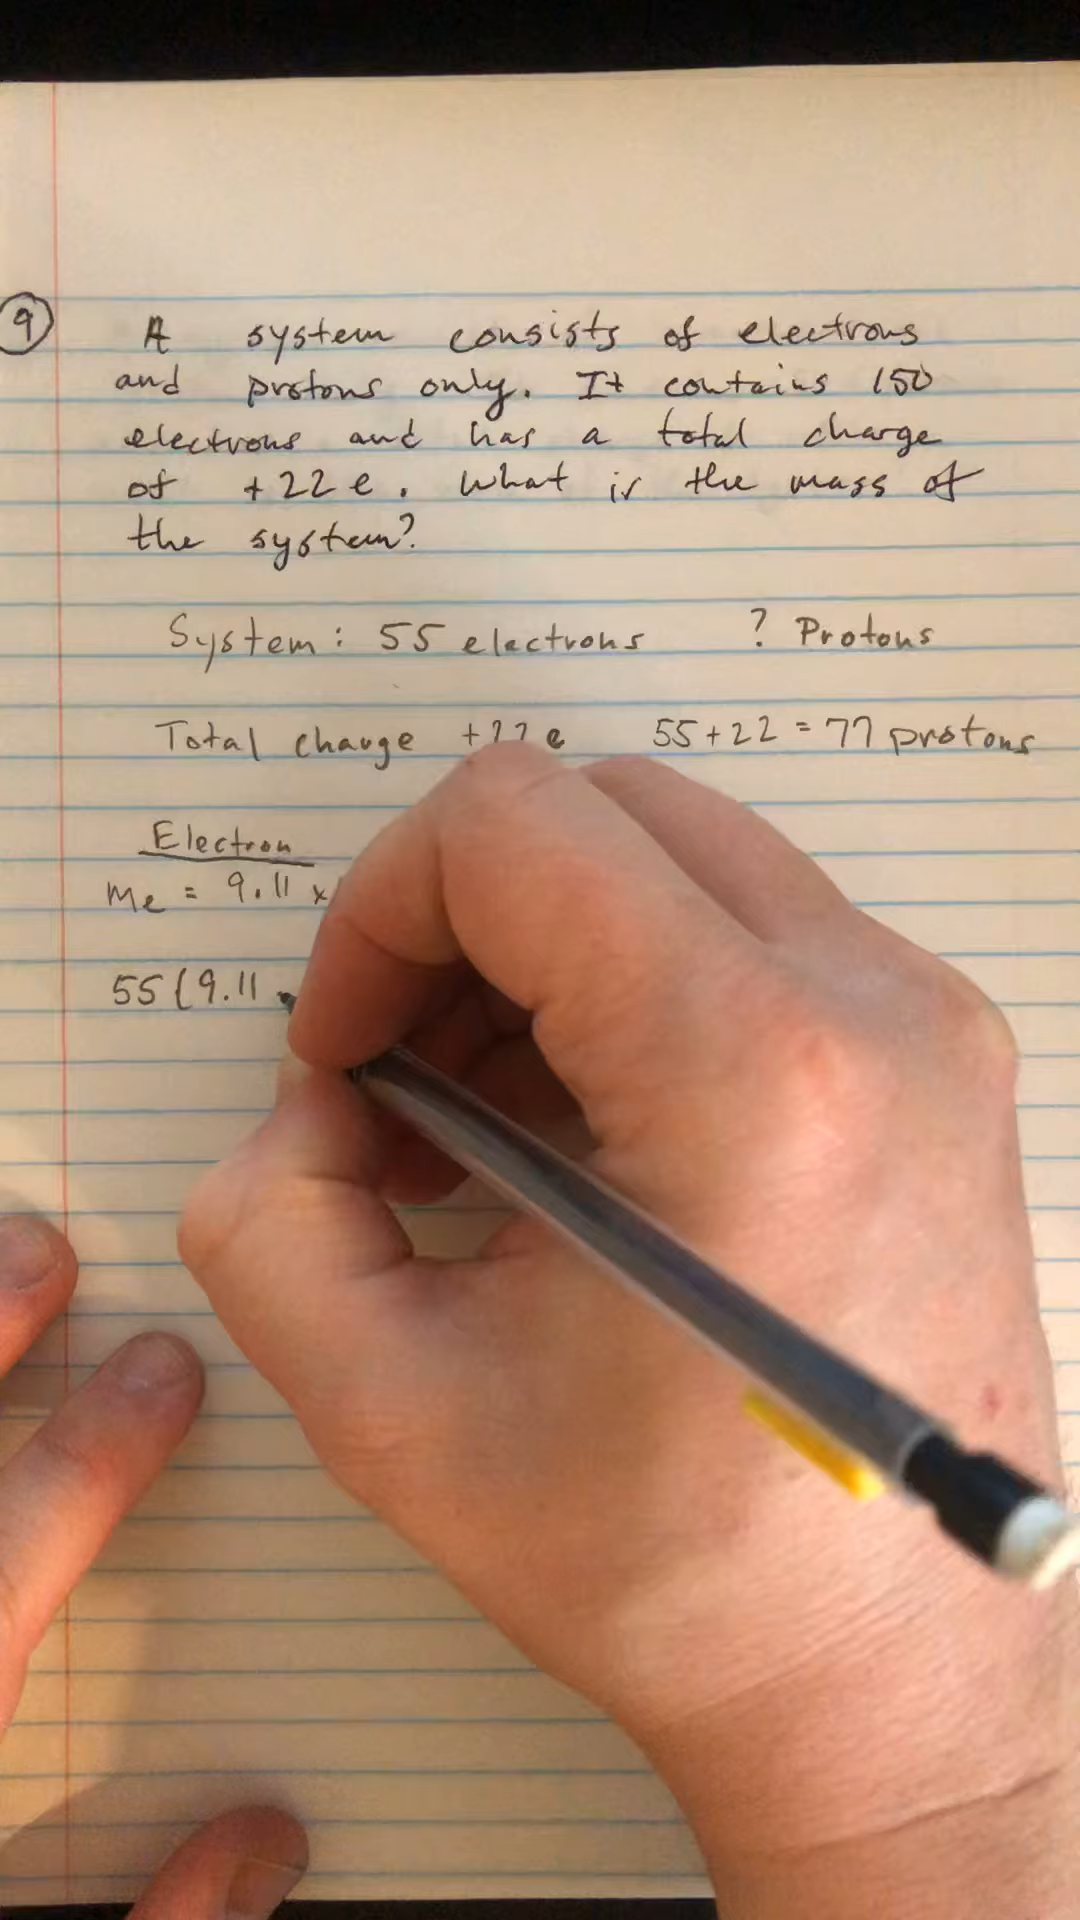 9
A system consists of electrons
and protons only. It contains 150
electrons and has a total charge
of +22 e. What is the mass of
the system?
System: 55 electrons ? Protons
Total charge +22 e 55+22 = 77 protons
Electron
me = 9.11 x
55(9.11